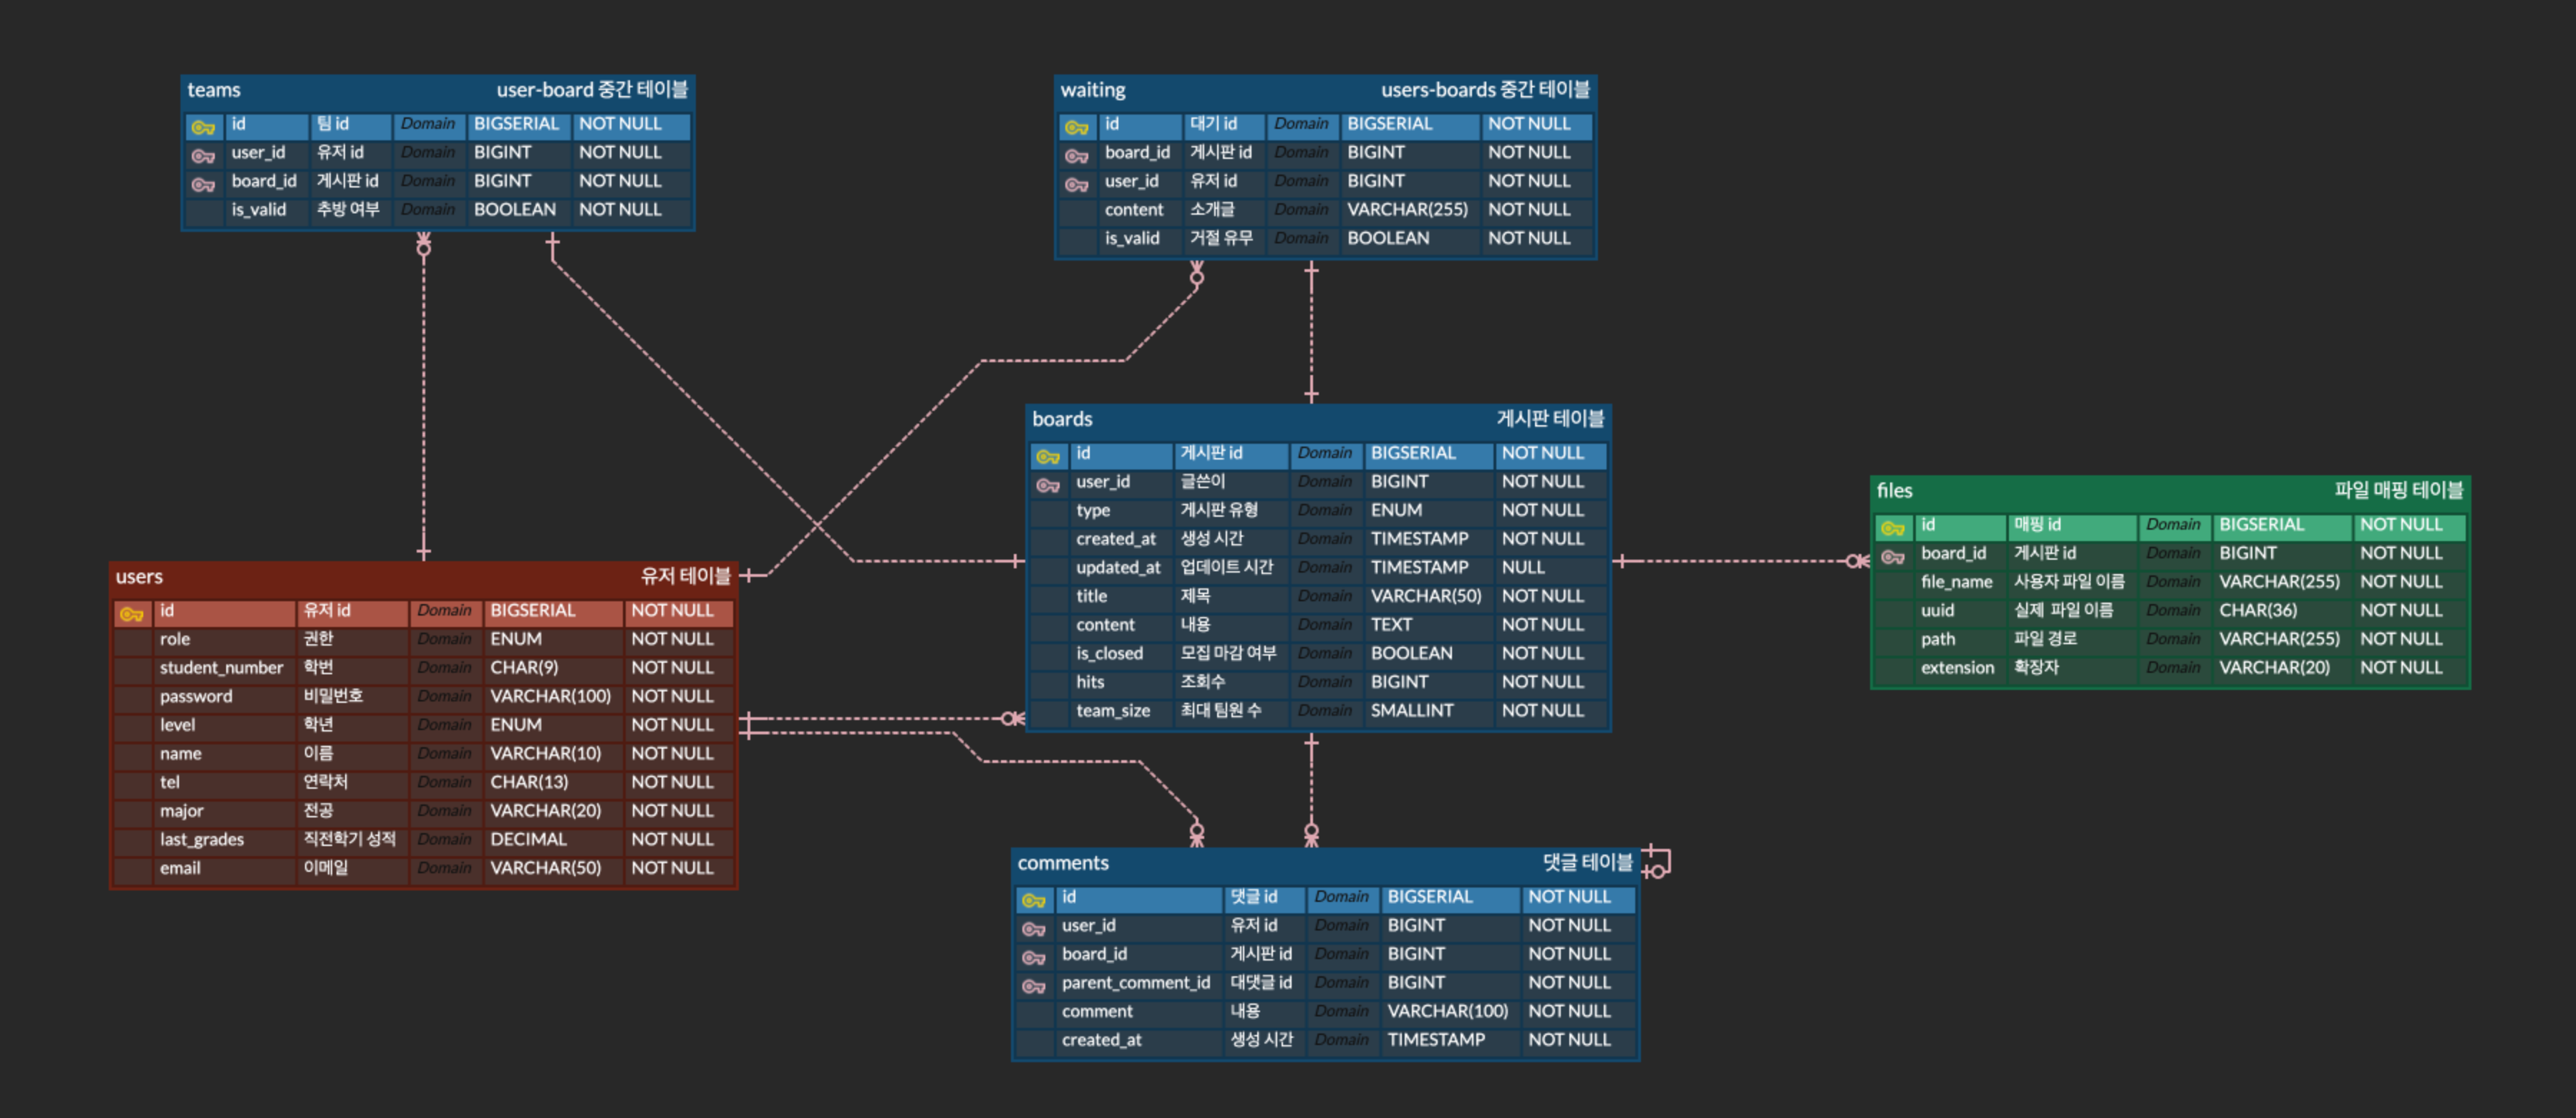 teams user-board 중간 테이블
id 팀 id Domain BIGSERIAL NOT NULL
user_id 유저 id Domain BIGINT NOT NULL
board_id 게시판 id Domain BIGINT NOT NULL
is_valid 추방 여부 Domain BOOLEAN NOT NULL
waiting users-boards 중간 테이블
id 대기 id Domain BIGSERIAL NOT NULL
board_id 게시판 id Domain BIGINT NOT NULL
user_id 유저 id Domain BIGINT NOT NULL
content 소개글 Domain VARCHAR(255) NOT NULL
is_valid 거절 유무 Domain BOOLEAN NOT NULL
boards 게시판 테이블
id 게시판 id Domain BIGSERIAL NOT NULL
user_id 글쓴이 Domain BIGINT NOT NULL
type 게시판 유형 Domain ENUM NOT NULL
created_at 생성 시간 Domain TIMESTAMP NOT NULL
updated_at 업데이트 시간 Domain TIMESTAMP NULL
title 제목 Domain VARCHAR(50) NOT NULL
content 내용 Domain TEXT NOT NULL
is_closed 모집 마감 여부 Domain BOOLEAN NOT NULL
hits 조회수 Domain BIGINT NOT NULL
team_size 최대 팀원 수 Domain SMALLINT NOT NULL
files 파일 매핑 테이블
id 매핑 id Domain BIGSERIAL NOT NULL
board_id 게시판 id Domain BIGINT NOT NULL
file_name 사용자 파일 이름 Domain VARCHAR(255) NOT NULL
uuid 실제 파일 이름 Domain CHAR(36) NOT NULL
path 파일 경로 Domain VARCHAR(255) NOT NULL
extension 확장자 Domain VARCHAR(20) NOT NULL
users 유저 테이블
id 유저 id Domain BIGSERIAL NOT NULL
role 권한 Domain ENUM NOT NULL
student_number 학번 Domain CHAR(9) NOT NULL
password 비밀번호 Domain VARCHAR(100) NOT NULL
level 학년 Domain ENUM NOT NULL
name 이름 Domain VARCHAR(10) NOT NULL
tel 연락처 Domain CHAR(13) NOT NULL
major 전공 Domain VARCHAR(20) NOT NULL
last_grades 직전학기 성적 Domain DECIMAL NOT NULL
email 이메일 Domain VARCHAR(50) NOT NULL
comments 댓글 테이블
id 댓글 id Domain BIGSERIAL NOT NULL
user_id 유저 id Domain BIGINT NOT NULL
board_id 게시판 id Domain BIGINT NOT NULL
parent_comment_id 대댓글 id Domain BIGINT NOT NULL
comment 내용 Domain VARCHAR(100) NOT NULL
created_at 생성 시간 Domain TIMESTAMP NOT NULL